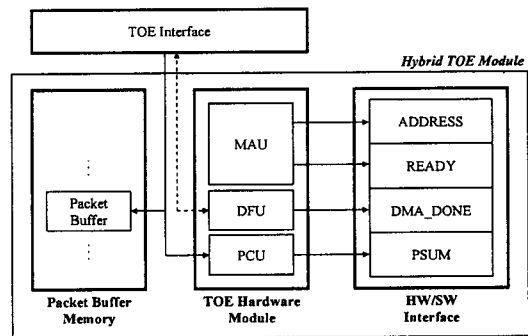 TOE Interface
Hybrid TOE Module
MAU
ADDRESS
READY
Packet
Buffer
DFU
DMA_DONE
PCU
PSUM
Packet Buffer
Memory
TOE Hardware
Module
HW/SW
Interface